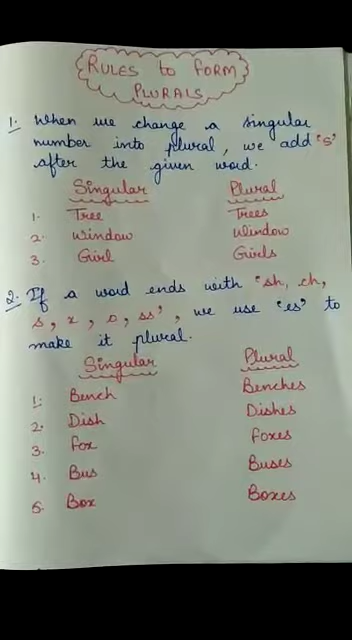 RULES to FORM
PLURALS
1. When we change a singular
number into plural, we add 's'
after the given word.
Singular Plural
1. Tree Trees
2. Window Window
3. Girl Girls
2. If a word ends with 'sh, ch,
s, x, o, ss', we use 'es' to
make it plural.
Singular Plural
1. Bench Benches
2. Dish Dishes
3. Fox Foxes
4. Bus Buses
5. Box Boxes